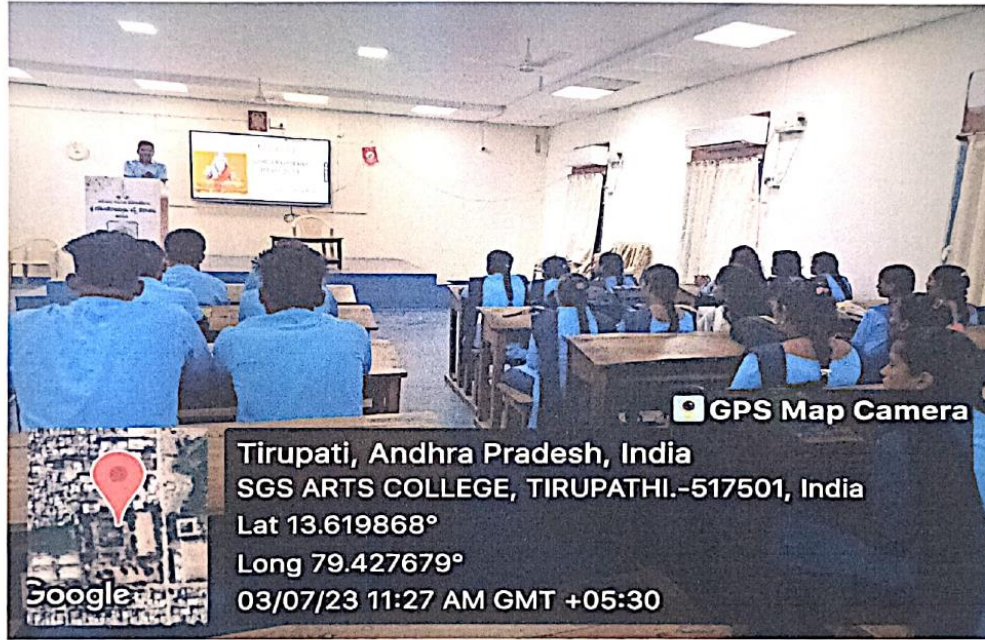 GPS Map Camera
Tirupati, Andhra Pradesh, India
SGS ARTS COLLEGE, TIRUPATHI.-517501, India
Lat 13.619868°
Long 79.427679°
03/07/23 11:27 AM GMT +05:30
Google